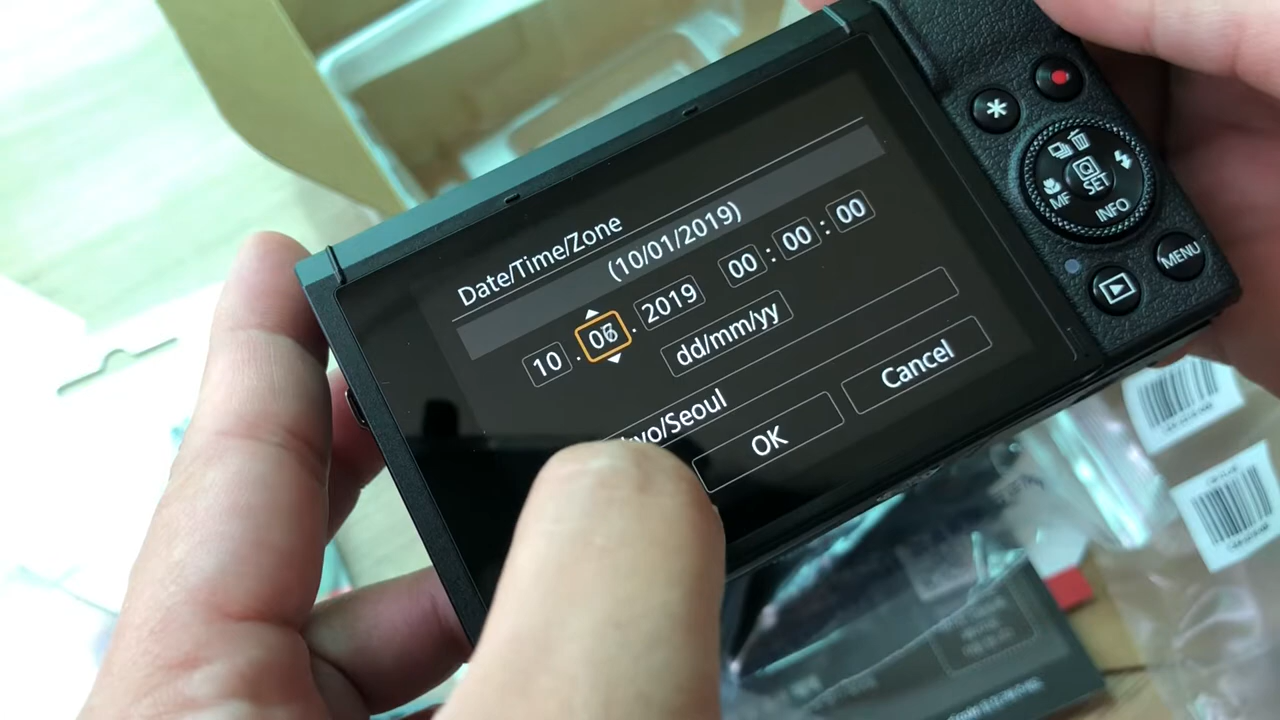 Date/Time/Zone
(10/01/2019)
10 . . 2019 00 : 00 : 00
dd/mm/yy
/Seoul
OK
Cancel
SET
MF
INFO
MENU